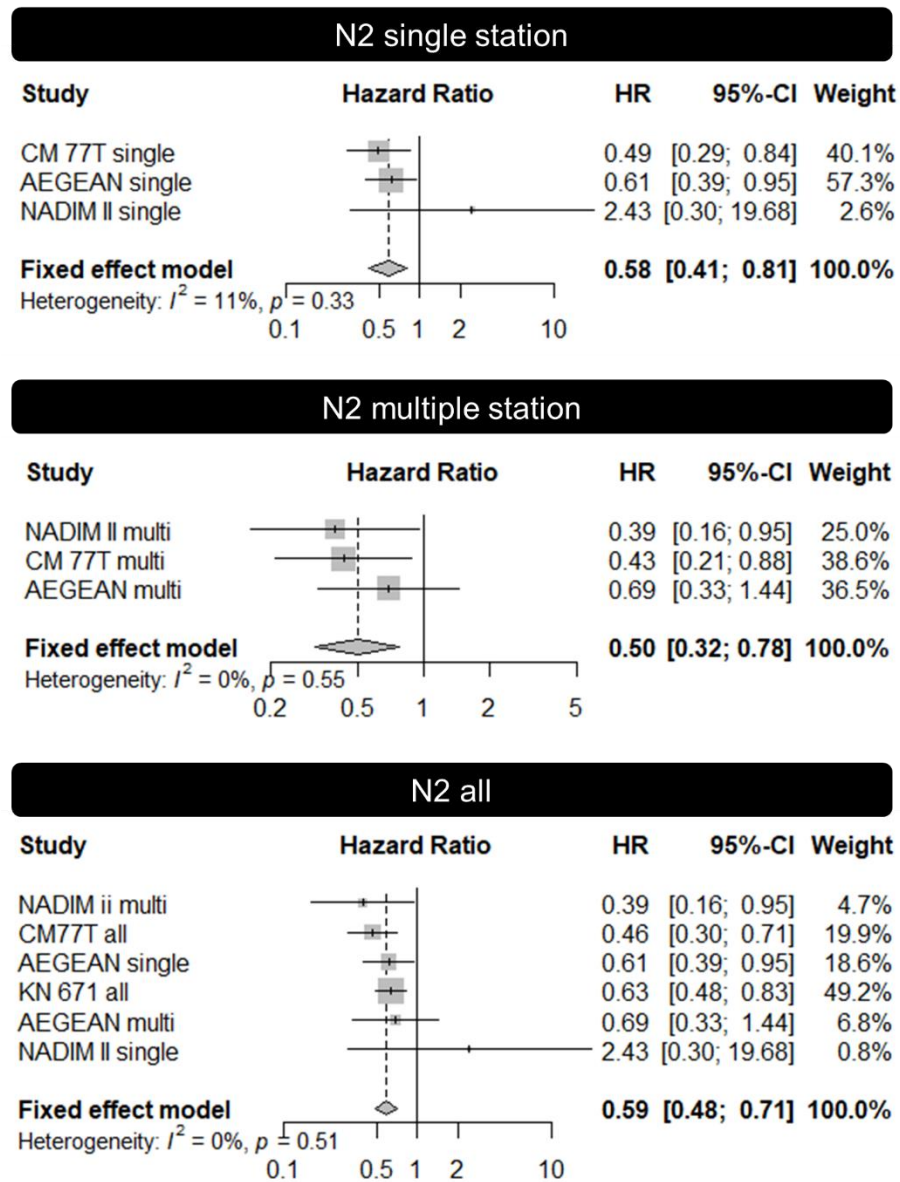 N2 single station
Study Hazard Ratio HR 95%-CI Weight
CM 77T single 0.49 [0.29; 0.84] 40.1%
AEGEAN single 0.61 [0.39; 0.95] 57.3%
NADIM II single 2.43 [0.30; 19.68] 2.6%
Fixed effect model 0.58 [0.41; 0.81] 100.0%
Heterogeneity: I² = 11%, p = 0.33
0.1 0.5 1 2 10
N2 multiple station
Study Hazard Ratio HR 95%-CI Weight
NADIM II multi 0.39 [0.16; 0.95] 25.0%
CM 77T multi 0.43 [0.21; 0.88] 38.6%
AEGEAN multi 0.69 [0.33; 1.44] 36.5%
Fixed effect model 0.50 [0.32; 0.78] 100.0%
Heterogeneity: I² = 0%, p = 0.55
0.2 0.5 1 2 5
N2 all
Study Hazard Ratio HR 95%-CI Weight
NADIM ii multi 0.39 [0.16; 0.95] 4.7%
CM77T all 0.46 [0.30; 0.71] 19.9%
AEGEAN single 0.61 [0.39; 0.95] 18.6%
KN 671 all 0.63 [0.48; 0.83] 49.2%
AEGEAN multi 0.69 [0.33; 1.44] 6.8%
NADIM II single 2.43 [0.30; 19.68] 0.8%
Fixed effect model 0.59 [0.48; 0.71] 100.0%
Heterogeneity: I² = 0%, p = 0.51
0.1 0.5 1 2 10